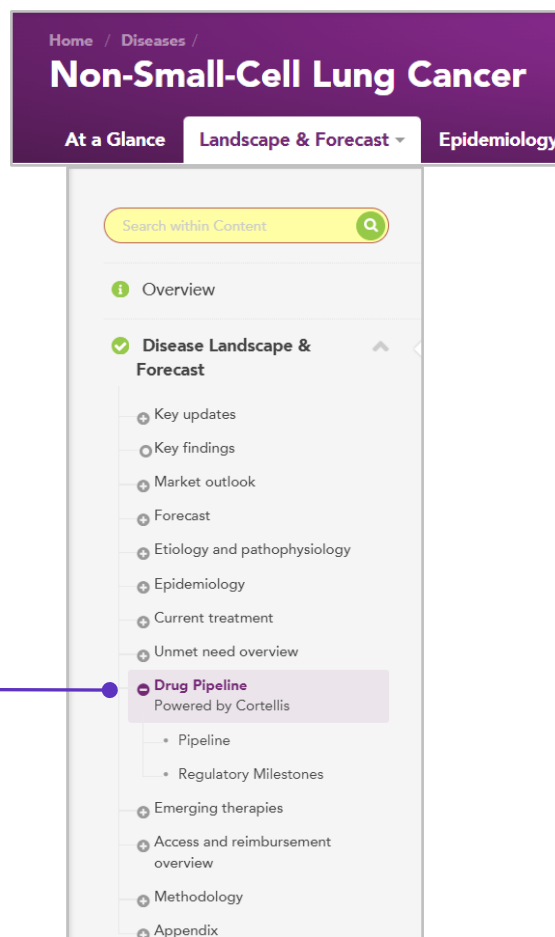 Home / Diseases /
Non-Small-Cell Lung Cancer
At a Glance Landscape & Forecast Epidemiology
Search within Content
Overview
Disease Landscape &
Forecast
Key updates
Key findings
Market outlook
Forecast
Etiology and pathophysiology
Epidemiology
Current treatment
Unmet need overview
Drug Pipeline
Powered by Cortellis
Pipeline
Regulatory Milestones
Emerging therapies
Access and reimbursement
overview
Methodology
Appendix